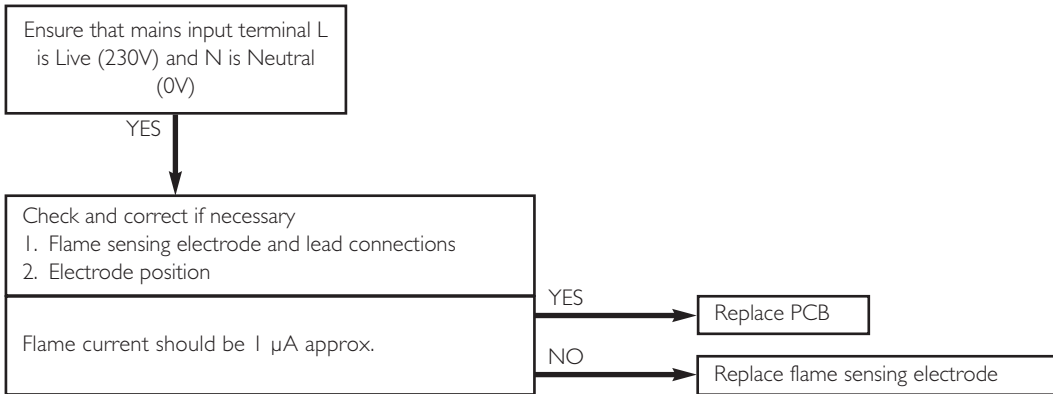 Ensure that mains input terminal L
is Live (230V) and N is Neutral
(0V)
YES
Check and correct if necessary
1. Flame sensing electrode and lead connections
2. Electrode position
Flame current should be 1 μA approx.
YES
Replace PCB
NO
Replace flame sensing electrode